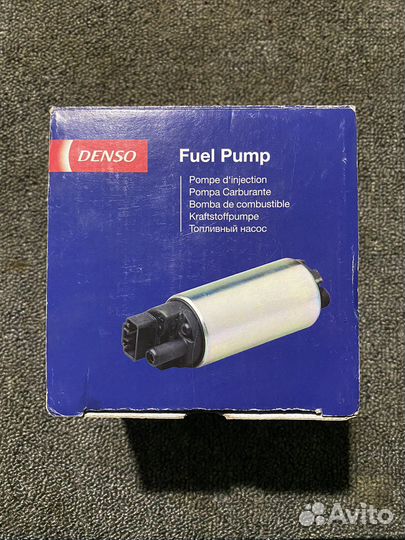 DENSO
Fuel Pump
Pompe d'injection
Pompa Carburante
Bomba de combustible
Kraftstoffpumpe
Топливный насос
Avito